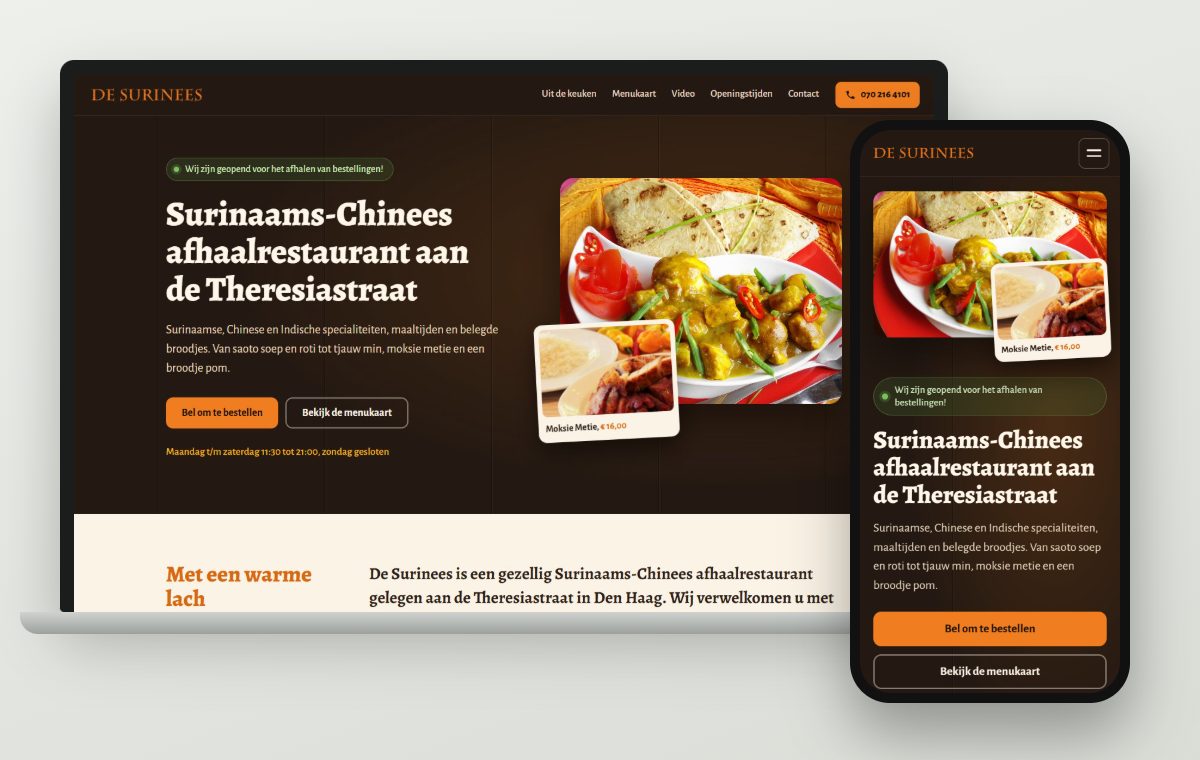 DE SURINEES
Uit de keuken
Menukaart
Video
Openingstijden
Contact
070 216 4101
Wij zijn geopend voor het afhalen van bestellingen!
Surinaams-Chinees
afhaalrestaurant aan
de Theresiastraat
Surinaamse, Chinese en Indische specialiteiten, maaltijden en belegde
broodjes. Van saoto soep en roti tot tjauw min, moksie metie en een
broodje pom.
Bel om te bestellen
Bekijk de menukaart
Maandag t/m zaterdag 11:30 tot 21:00, zondag gesloten
Moksie Metie, € 16,00
Met een warme
lach
De Surinees is een gezellig Surinaams-Chinees afhaalrestaurant
gelegen aan de Theresiastraat in Den Haag. Wij verwelkomen u met
DE SURINEES
Moksie Metie, € 16,00
Wij zijn geopend voor het afhalen van
bestellingen!
Surinaams-Chinees
afhaalrestaurant aan
de Theresiastraat
Surinaamse, Chinese en Indische specialiteiten,
maaltijden en belegde broodjes. Van saoto soep
en roti tot tjauw min, moksie metie en een
broodje pom.
Bel om te bestellen
Bekijk de menukaart